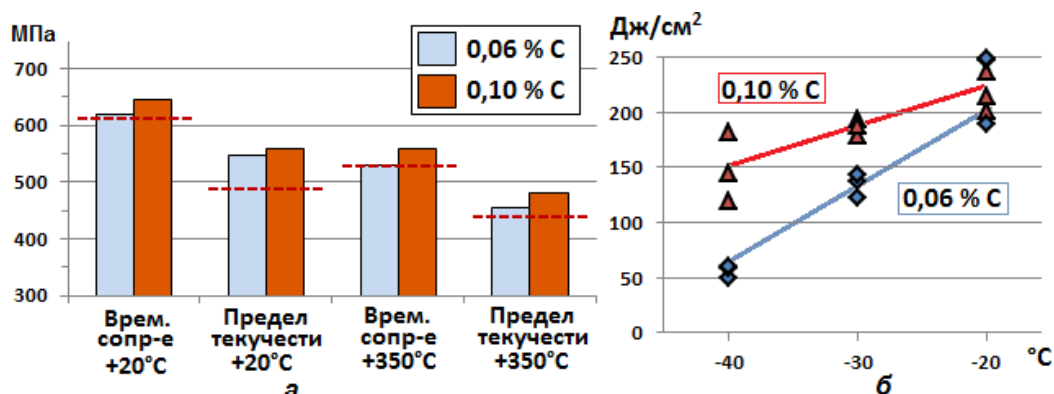 МПа
700
600
500
400
300
0,06 % С
0,10 % С
Врем.
сопр-е
+20°С
Предел
текучести
+20°С
Врем.
сопр-е
+350°С
Предел
текучести
+350°С
а
Дж/см²
250
200
150
100
50
0
0,10 % С
0,06 % С
-40
-30
-20
°С
б